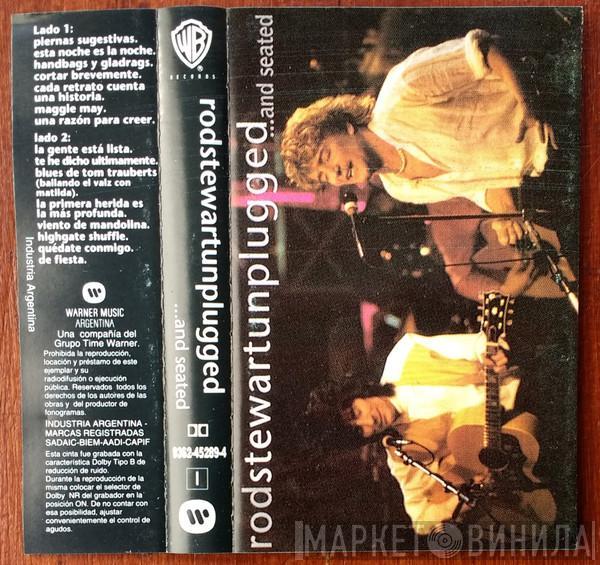 Lado 1:
piernas sugestivas.
esta noche es la noche.
handbags y gladrags.
cortar brevemente.
cada retrato cuenta
una historia.
maggie may.
una razón para creer.
lado 2:
la gente está lista.
te he dicho ultimamente.
blues de tom trauberts
(bailando el valz con
matilda).
la primera herida es
la más profunda.
viento de mandolina.
highgate shuffle.
quédate conmigo.
de fiesta.
Industria Argentina
WARNER MUSIC
ARGENTINA
Una compañía del
Grupo Time Warner.
Prohibida la reproducción,
locación y préstamo de este
ejemplar y su
radiodifusión o ejecución
pública. Reservados todos los
derechos de los autores de las
obras y del productor de
fonogramas.
INDUSTRIA ARGENTINA -
MARCAS REGISTRADAS
SADAIC-BIEM-AADI-CAPIF
Esta cinta fue grabada con la
característica Dolby Tipo B de
reducción de ruido.
Durante la reproducción de la
misma colocar el selector de
Dolby NR del grabador en la
posición ON. De no contar con
esa posibilidad, ajustar
convenientemente el control de
agudos.
WB
RECORDS
rodstewartunplugged
...and seated
9362-45289-4
I
rodstewartunplugged
...and seated
МАРКЕТ ВИНИЛА